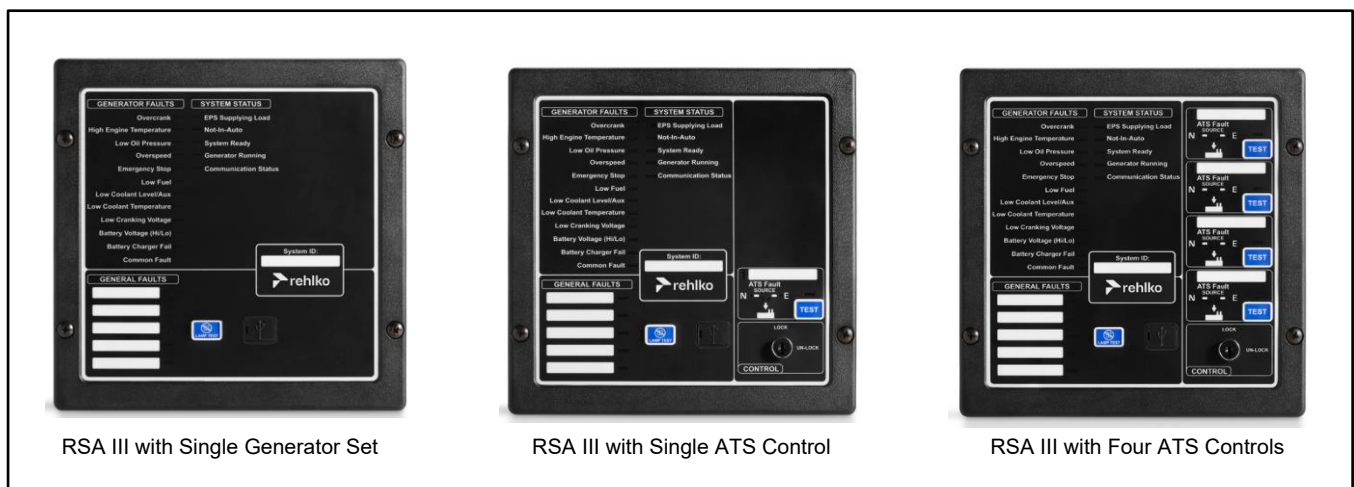 GENERATOR FAULTS
SYSTEM STATUS
Overcrank
EPS Supplying Load
High Engine Temperature
Not-In-Auto
Low Oil Pressure
System Ready
Overspeed
Generator Running
Emergency Stop
Communication Status
Low Fuel
Low Coolant Level/Aux
Low Coolant Temperature
Low Cranking Voltage
Battery Voltage (Hi/Lo)
Battery Charger Fail
Common Fault
System ID:
rehlko
GENERAL FAULTS
LAMP TEST
RSA III with Single Generator Set
GENERATOR FAULTS
SYSTEM STATUS
Overcrank
EPS Supplying Load
High Engine Temperature
Not-In-Auto
Low Oil Pressure
System Ready
Overspeed
Generator Running
Emergency Stop
Communication Status
Low Fuel
Low Coolant Level/Aux
Low Coolant Temperature
Low Cranking Voltage
Battery Voltage (Hi/Lo)
Battery Charger Fail
Common Fault
System ID:
rehlko
GENERAL FAULTS
LAMP TEST
ATS Fault
SOURCE
N E
TEST
LOCK
UN-LOCK
CONTROL
RSA III with Single ATS Control
GENERATOR FAULTS
SYSTEM STATUS
Overcrank
EPS Supplying Load
High Engine Temperature
Not-In-Auto
Low Oil Pressure
System Ready
Overspeed
Generator Running
Emergency Stop
Communication Status
Low Fuel
Low Coolant Level/Aux
Low Coolant Temperature
Low Cranking Voltage
Battery Voltage (Hi/Lo)
Battery Charger Fail
Common Fault
System ID:
rehlko
GENERAL FAULTS
LAMP TEST
ATS Fault
SOURCE
N E
TEST
ATS Fault
SOURCE
N E
TEST
ATS Fault
SOURCE
N E
TEST
ATS Fault
SOURCE
N E
TEST
LOCK
UN-LOCK
CONTROL
RSA III with Four ATS Controls